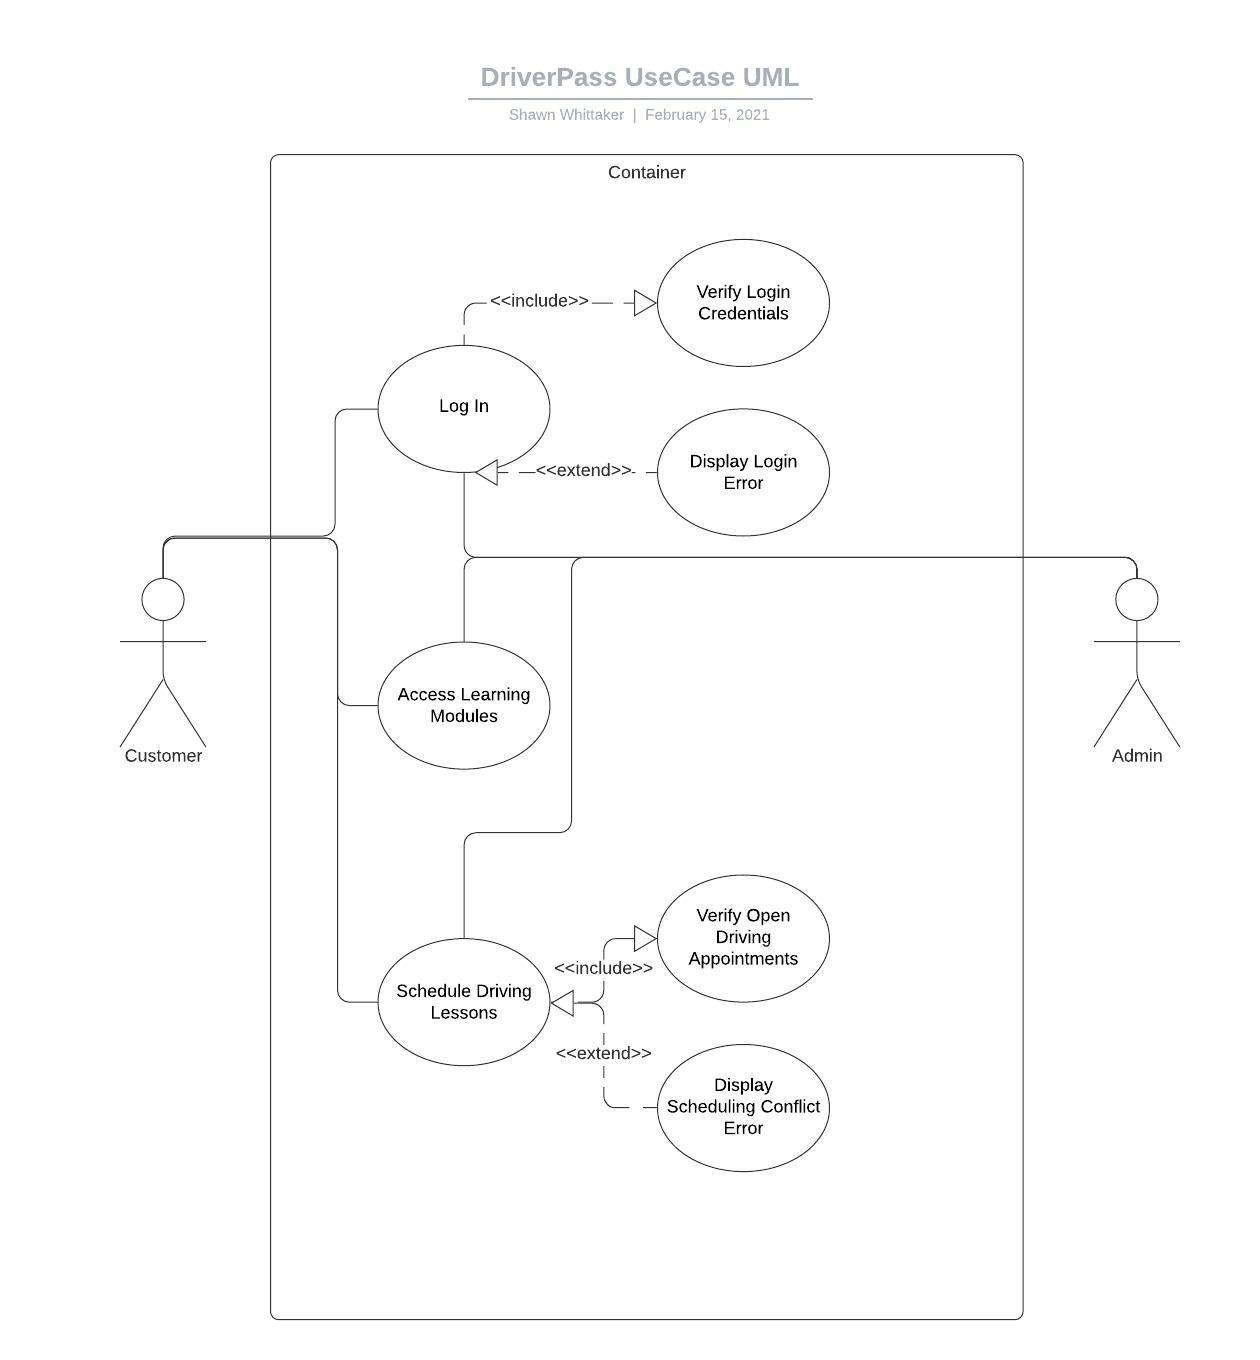 DriverPass UseCase UML
Shawn Whittaker | February 15, 2021
Container
Verify Login
Credentials
<<include>>
Log In
Display Login
Error
<<extend>>
Customer
Admin
Access Learning
Modules
Verify Open
Driving
Appointments
<<include>>
Schedule Driving
Lessons
<<extend>>
Display
Scheduling Conflict
Error